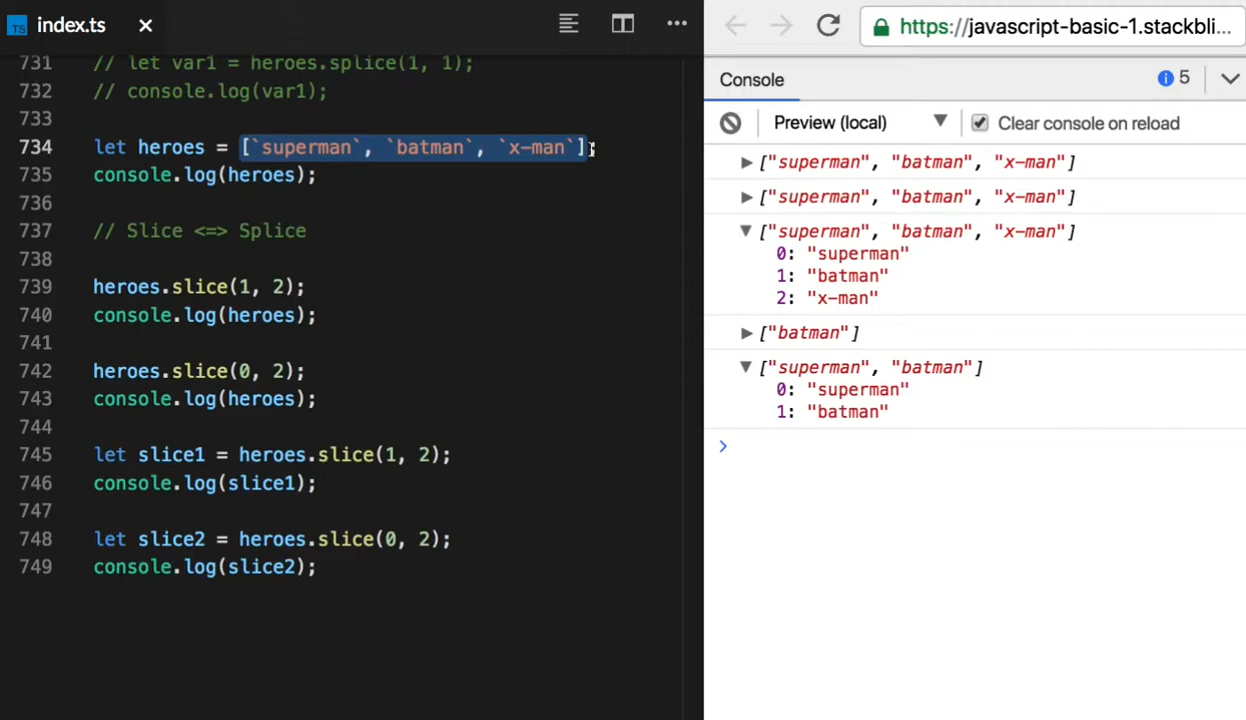 TS index.ts
https://javascript-basic-1.stackbli...
731 // let var1 = heroes.splice(1, 1);
732 // console.log(var1);
733
734 let heroes = [`superman`, `batman`, `x-man`];
735 console.log(heroes);
736
737 // Slice <=> Splice
738
739 heroes.slice(1, 2);
740 console.log(heroes);
741
742 heroes.slice(0, 2);
743 console.log(heroes);
744
745 let slice1 = heroes.slice(1, 2);
746 console.log(slice1);
747
748 let slice2 = heroes.slice(0, 2);
749 console.log(slice2);
Console
5
Preview (local)
Clear console on reload
["superman", "batman", "x-man"]
["superman", "batman", "x-man"]
["superman", "batman", "x-man"]
0: "superman"
1: "batman"
2: "x-man"
["batman"]
["superman", "batman"]
0: "superman"
1: "batman"